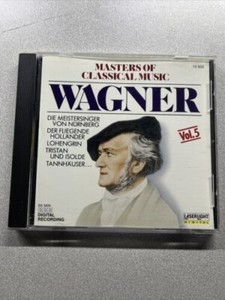 MASTERS OF
CLASSICAL MUSIC
WAGNER
Vol.5
DIE MEISTERSINGER
VON NÜRNBERG
DER FLIEGENDE
HOLLÄNDER
LOHENGRIN
TRISTAN
UND ISOLDE
TANNHÄUSER...
DIGITAL
RECORDING
LASERLIGHT
DIGITAL